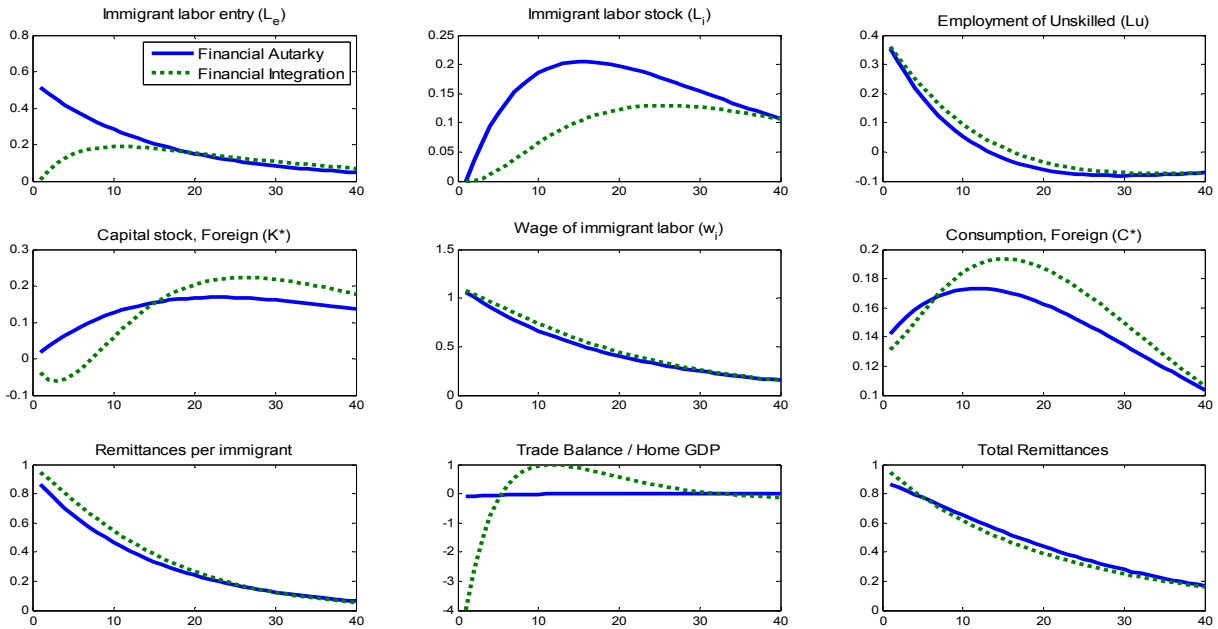 Immigrant labor entry (Le)
0.8
0.6
0.4
0.2
0
0 10 20 30 40
Financial Autarky
Financial Integration
Immigrant labor stock (Li)
0.25
0.2
0.15
0.1
0.05
0
0 10 20 30 40
Employment of Unskilled (Lu)
0.4
0.3
0.2
0.1
0
-0.1
0 10 20 30 40
Capital stock, Foreign (K*)
0.3
0.2
0.1
0
-0.1
0 10 20 30 40
Wage of immigrant labor (wi)
1.5
1
0.5
0
0 10 20 30 40
Consumption, Foreign (C*)
0.2
0.18
0.16
0.14
0.12
0.1
0 10 20 30 40
Remittances per immigrant
1
0.8
0.6
0.4
0.2
0
0 10 20 30 40
Trade Balance / Home GDP
1
0
-1
-2
-3
-4
0 10 20 30 40
Total Remittances
1
0.8
0.6
0.4
0.2
0
0 10 20 30 40